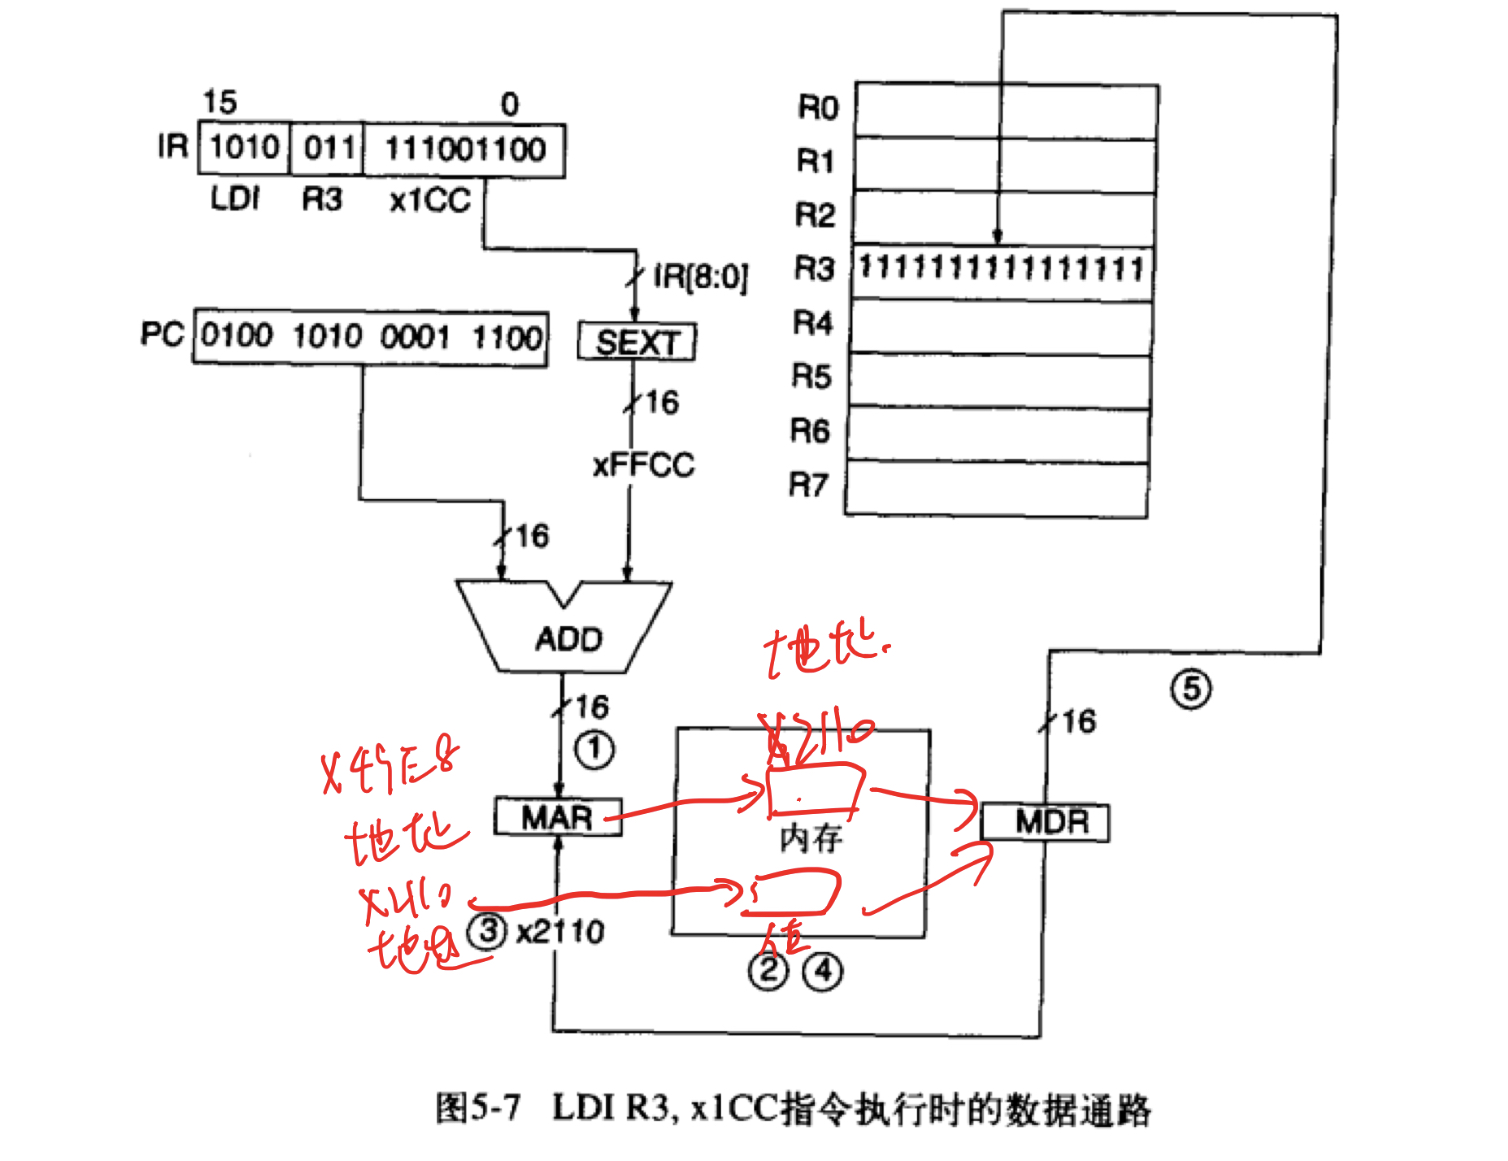 15 0
IR 1010 011 111001100
LDI R3 x1CC
IR[8:0]
PC 0100 1010 0001 1100
SEXT
16
xFFCC
16
ADD
16
①
R0
R1
R2
R3 1111111111111111
R4
R5
R6
R7
地址.
x2110
x49E8
地址
MAR
内存
MDR
16
⑤
x2110
地址
③ x2110
值
② ④
图5-7 LDI R3, x1CC指令执行时的数据通路